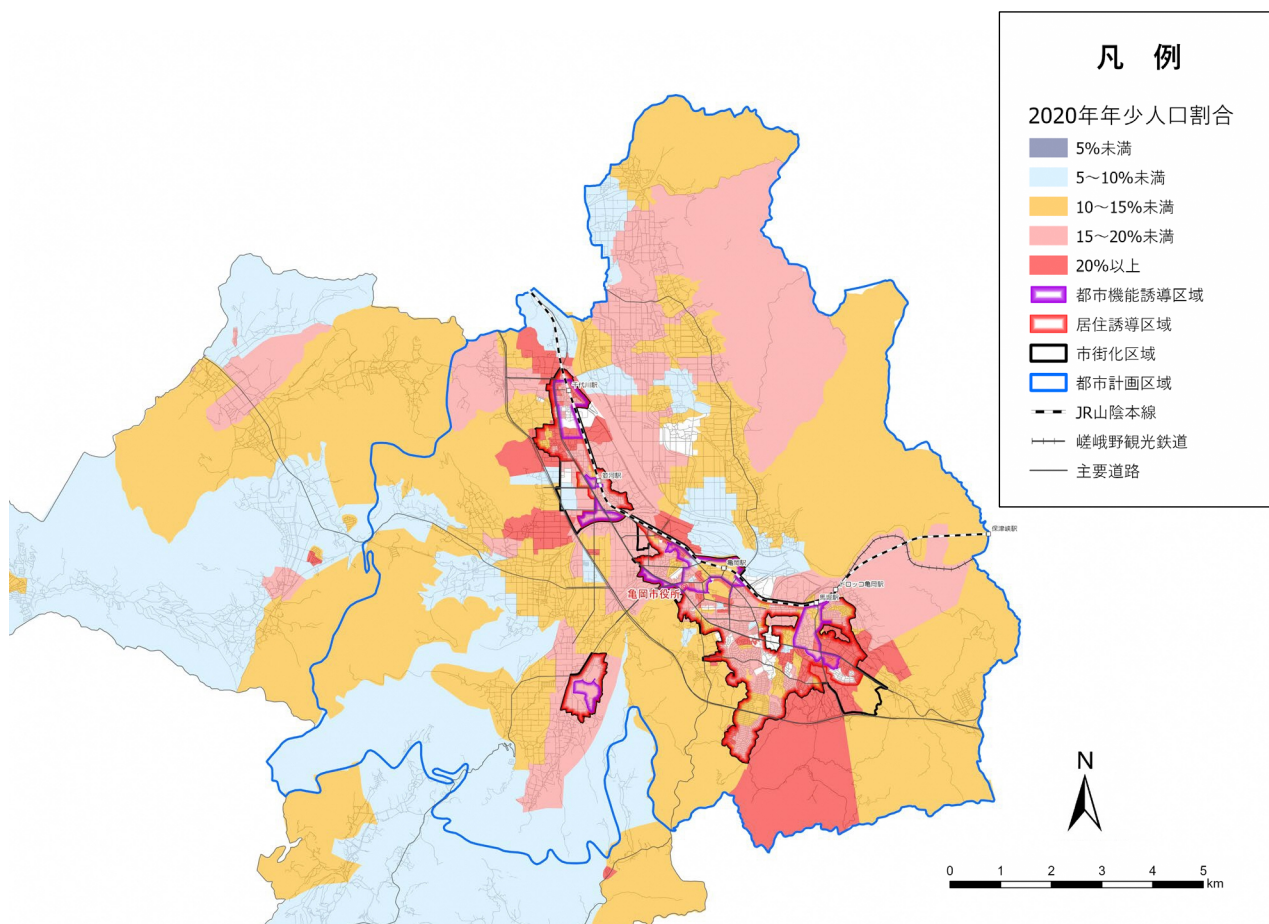 凡 例
2020年年少人口割合
5%未満
5～10%未満
10～15%未満
15～20%未満
20%以上
都市機能誘導区域
居住誘導区域
市街化区域
都市計画区域
JR山陰本線
嵯峨野観光鉄道
主要道路
千代川駅
並河駅
保津峡駅
亀岡駅
トロッコ亀岡駅
馬堀駅
亀岡市役所
N
0 1 2 3 4 5
km